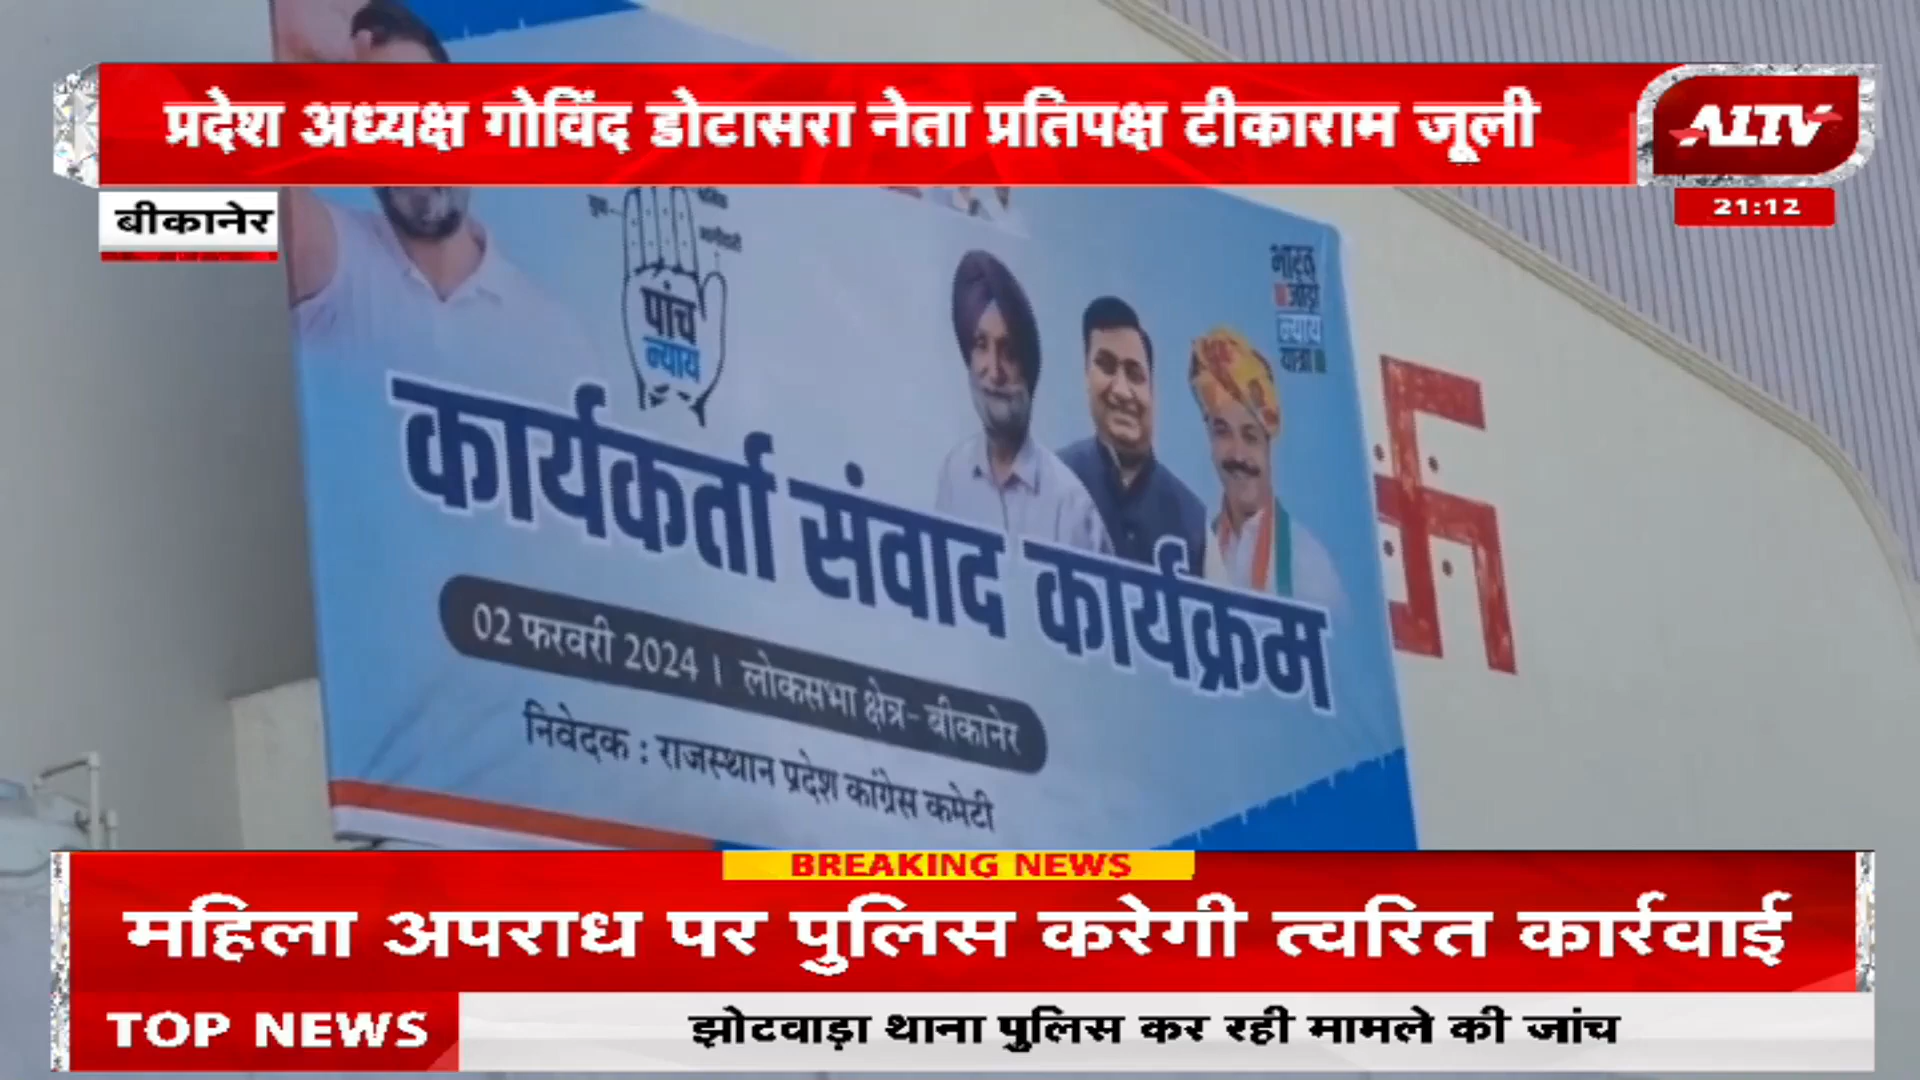 प्रदेश अध्यक्ष गोविंद डोटासरा नेता प्रतिपक्ष टीकाराम जूली
ALTV
21:12
बीकानेर
पांच
न्याय
भारत
जोड़ो
न्याय
यात्रा
कार्यकर्ता संवाद कार्यक्रम
02 फरवरी 2024 । लोकसभा क्षेत्र- बीकानेर
निवेदक : राजस्थान प्रदेश कांग्रेस कमेटी
BREAKING NEWS
महिला अपराध पर पुलिस करेगी त्वरित कार्रवाई
TOP NEWS
झोटवाड़ा थाना पुलिस कर रही मामले की जांच